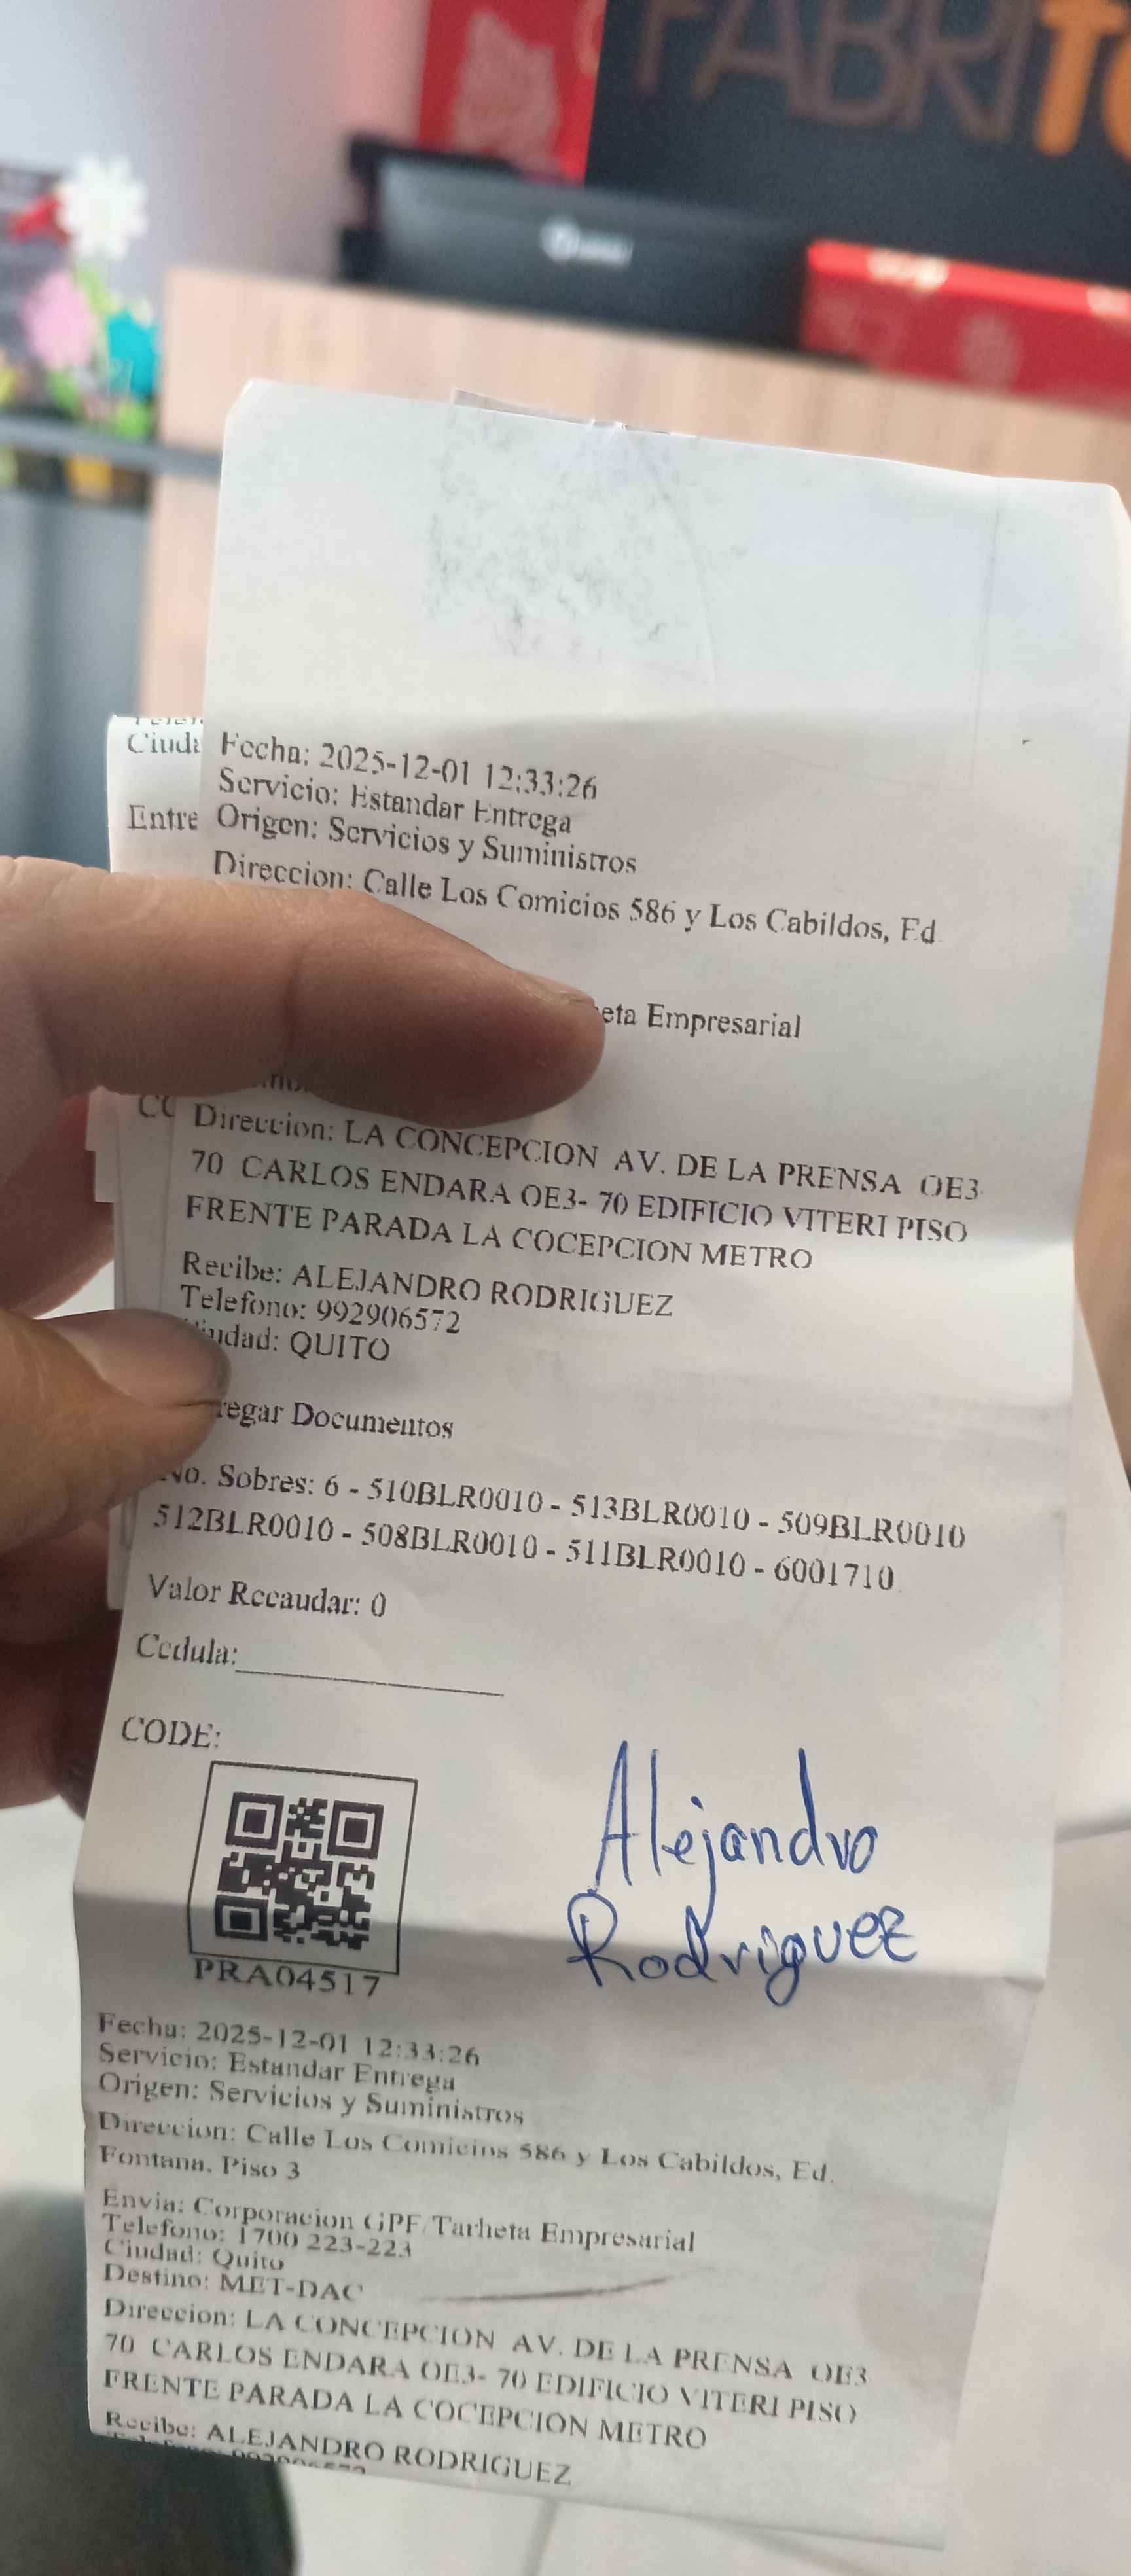 FABRITO
Ciuda
Entre
Fecha: 2025-12-01 12:33:26
Servicio: Estandar Entrega
Origen: Servicios y Suministros
Direccion: Calle Los Comicios 586 y Los Cabildos, Ed.
eta Empresarial
CO
Direccion: LA CONCEPCION AV. DE LA PRENSA OE3-
70 CARLOS ENDARA OE3- 70 EDIFICIO VITERI PISO
FRENTE PARADA LA COCEPCION METRO
Recibe: ALEJANDRO RODRIGUEZ
Telefono: 992906572
iudad: QUITO
regar Documentos
No. Sobres: 6 - 510BLR0010 - 513BLR0010 - 509BLR0010
512BLR0010 - 508BLR0010 - 511BLR0010 - 6001710
Valor Recaudar: 0
Cedula:
CODE:
Alejandro
Rodriguez
PRA04517
Fecha: 2025-12-01 12:33:26
Servicio: Estandar Entrega
Origen: Servicios y Suministros
Direccion: Calle Los Comicios 586 y Los Cabildos, Ed.
Fontana, Piso 3
Envia: Corporacion GPF/Tarheta Empresarial
Telefono: 1700 223-223
Ciudad: Quito
Destino: MET-DAC
Direccion: LA CONCEPCION AV. DE LA PRENSA OE3-
70 CARLOS ENDARA OE3- 70 EDIFICIO VITERI PISO
FRENTE PARADA LA COCEPCION METRO
Recibe: ALEJANDRO RODRIGUEZ
Telefono: 992906572